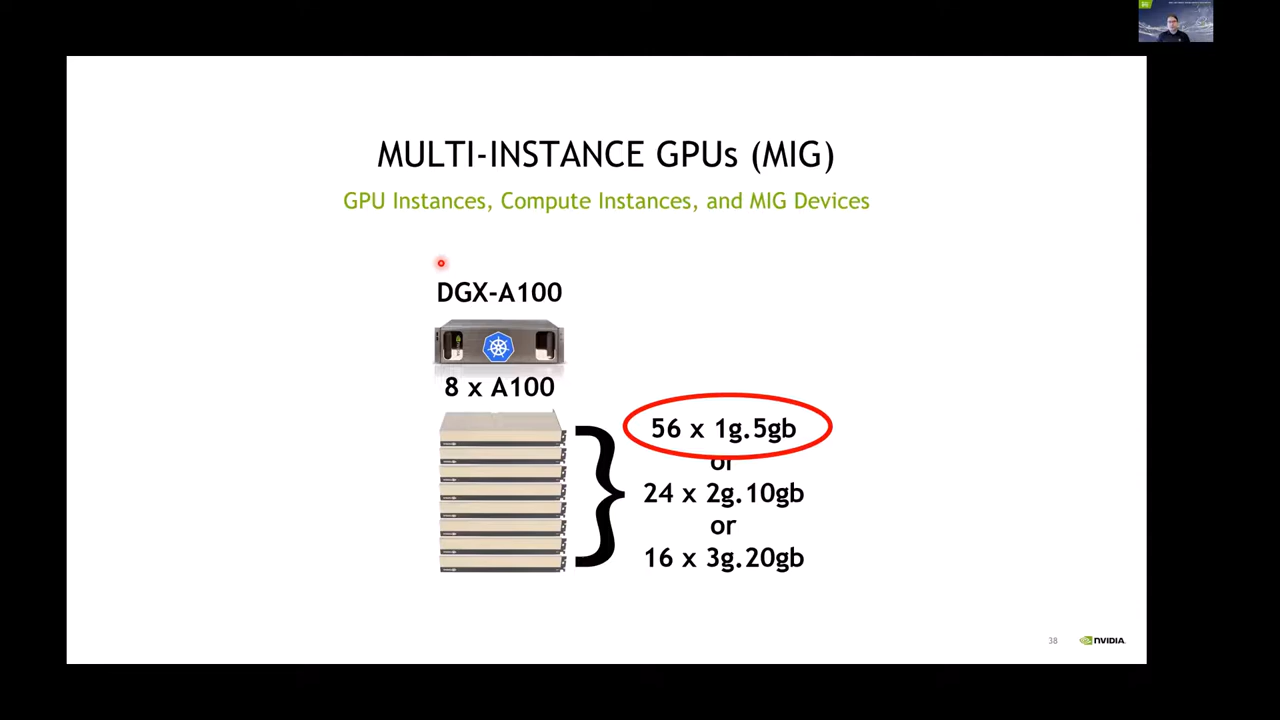 MULTI-INSTANCE GPUs (MIG)
GPU Instances, Compute Instances, and MIG Devices
DGX-A100
8 x A100
56 x 1g.5gb
or
24 x 2g.10gb
or
16 x 3g.20gb
38
NVIDIA.